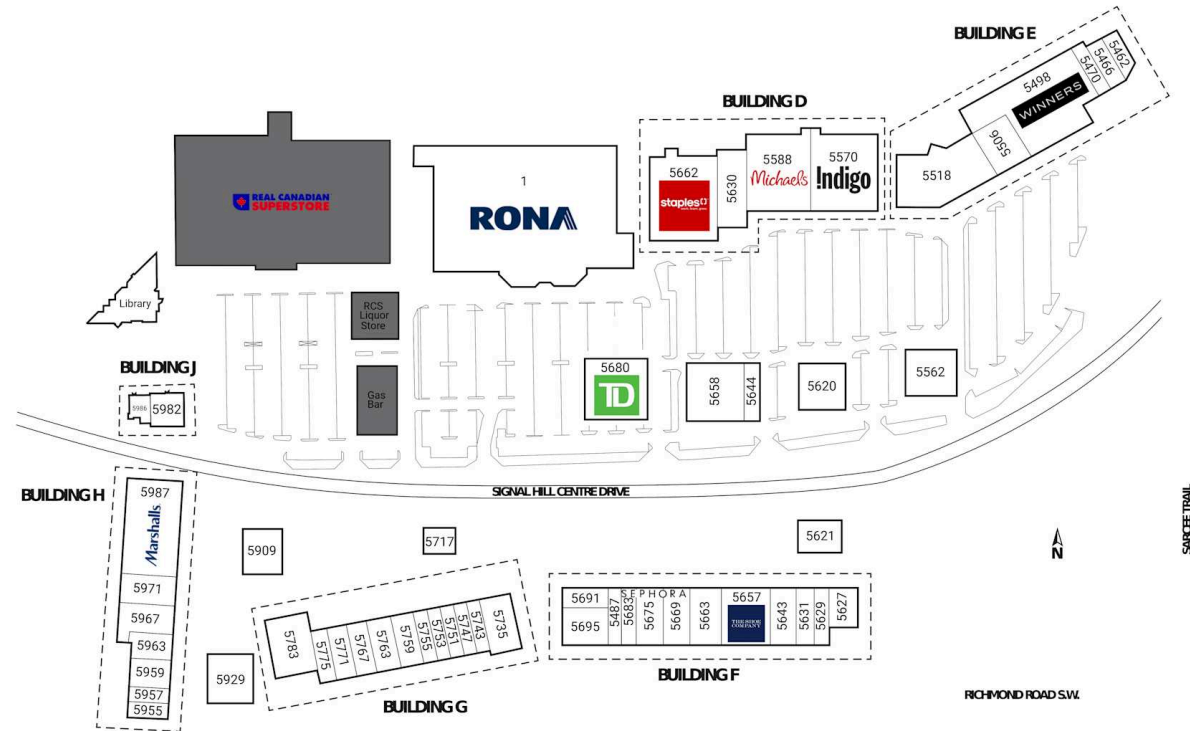 BUILDING E
5462
5466
5470
5498
WINNERS
5506
5518
BUILDING D
5662
staples
5630
5588
Michaels
5570
!ndigo
REAL CANADIAN
SUPERSTORE
1
RONA
Library
RCS
Liquor
Store
Gas
Bar
BUILDING J
5986
5982
5680
TD
5658
5644
5620
5562
SIGNAL HILL CENTRE DRIVE
SARCEE TRAIL
N
BUILDING H
5987
Marshalls
5971
5967
5963
5959
5957
5955
5909
5929
5717
5621
5783
5775
5771
5767
5763
5759
5755
5753
5751
5747
5743
5735
BUILDING G
SEPHORA
5691
5695
5487
5683
5675
5669
5663
5657
THE SHOE
COMPANY
5643
5631
5629
5627
BUILDING F
RICHMOND ROAD S.W.